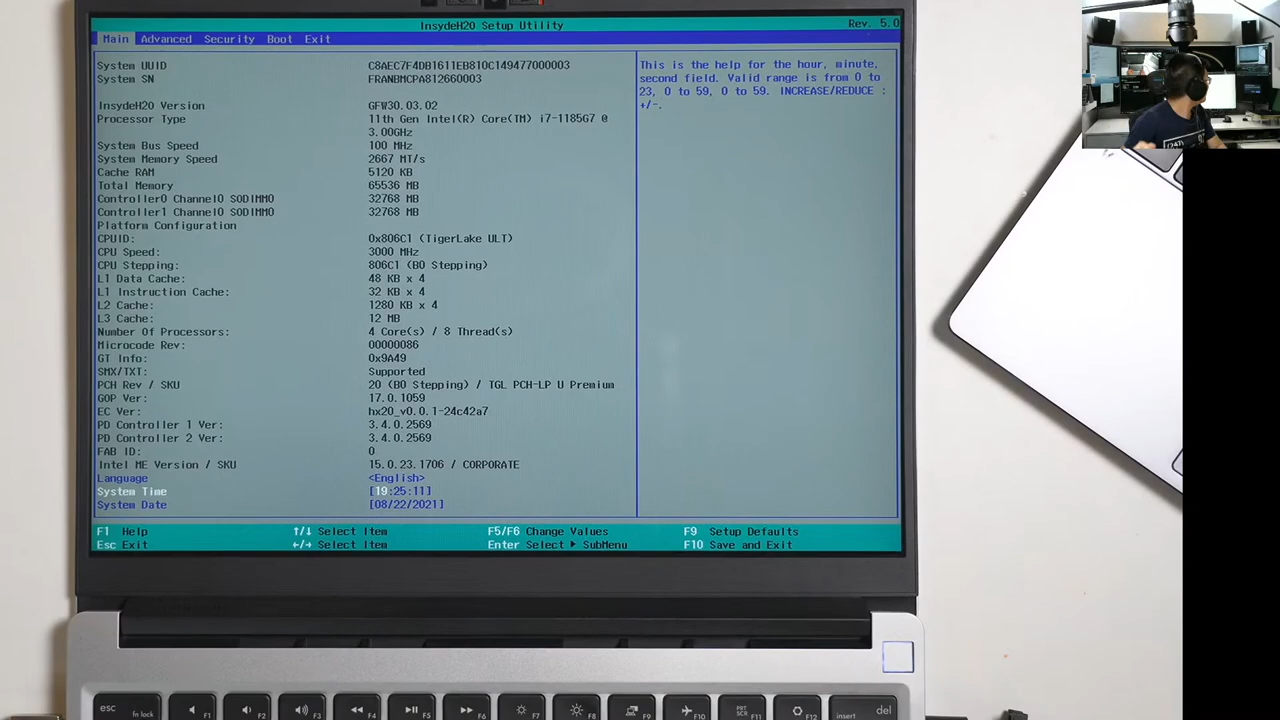 InsydeH20 Setup Utility Rev. 5.0
Main Advanced Security Boot Exit
System UUID C8AEC7F4DB1611EB810C149477000003
System SN FRANBMCPA812660003
InsydeH20 Version GFW30.03.02
Processor Type 11th Gen Intel(R) Core(TM) i7-1185G7 @
3.00GHz
System Bus Speed 100 MHz
System Memory Speed 2667 MT/s
Cache RAM 5120 KB
Total Memory 65536 MB
Controller0 Channel0 SODIMM0 32768 MB
Controller1 Channel0 SODIMM0 32768 MB
Platform Configuration
CPUID: 0x806C1 (TigerLake ULT)
CPU Speed: 3000 MHz
CPU Stepping: 806C1 (B0 Stepping)
L1 Data Cache: 48 KB x 4
L1 Instruction Cache: 32 KB x 4
L2 Cache: 1280 KB x 4
L3 Cache: 12 MB
Number Of Processors: 4 Core(s) / 8 Thread(s)
Microcode Rev: 00000086
GT Info: 0x9A49
SMX/TXT: Supported
PCH Rev / SKU 20 (B0 Stepping) / TGL PCH-LP U Premium
GOP Ver: 17.0.1059
EC Ver: hx20_v0.0.1-24c42a7
PD Controller 1 Ver: 3.4.0.2569
PD Controller 2 Ver: 3.4.0.2569
FAB ID: 0
Intel ME Version / SKU 15.0.23.1706 / CORPORATE
Language <English>
System Time [19:25:11]
System Date [08/22/2021]
This is the help for the hour, minute,
second field. Valid range is from 0 to
23, 0 to 59, 0 to 59. INCREASE/REDUCE :
+/-.
F1 Help ↑/↓ Select Item F5/F6 Change Values F9 Setup Defaults
Esc Exit ←/→ Select Item Enter Select ▶ SubMenu F10 Save and Exit
esc fn lock F1 F2 F3 F4 F5 F6 F7 F8 F9 F10 PRT SCR F11 F12 insert del